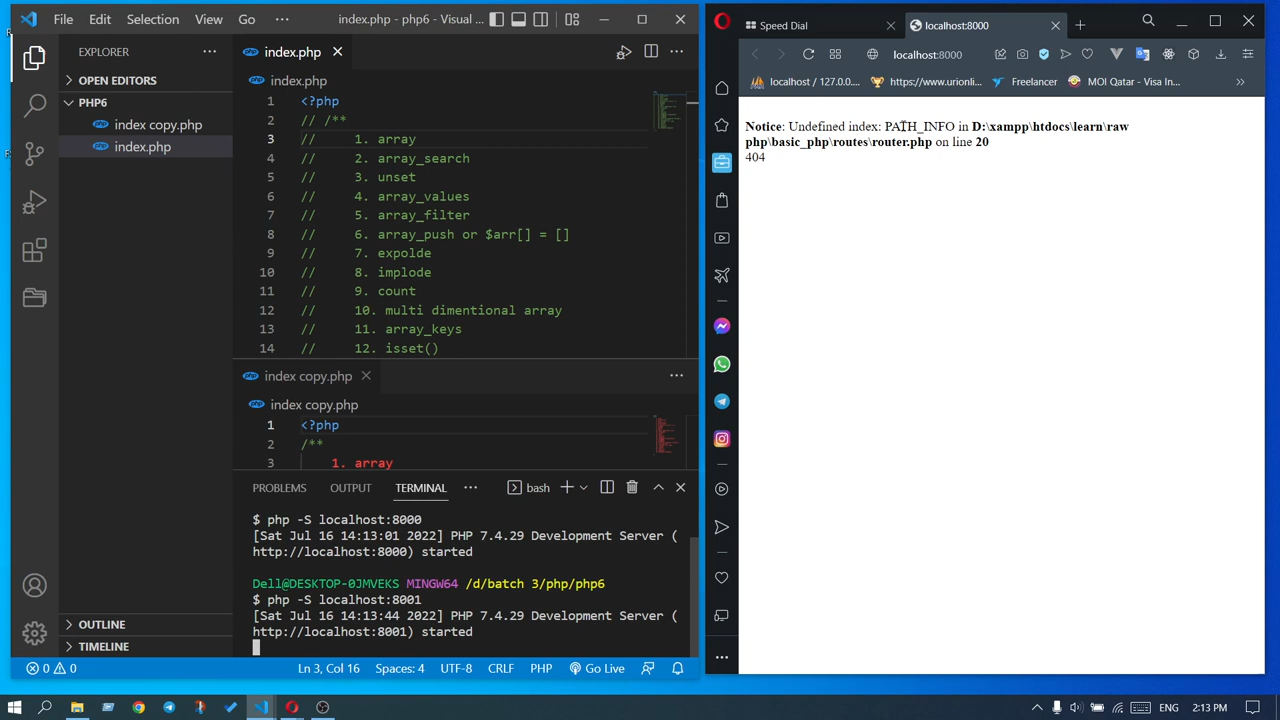 File Edit Selection View Go ··· index.php - php6 - Visual ...
EXPLORER
OPEN EDITORS
PHP6
index copy.php
index.php
OUTLINE
TIMELINE
index.php
index.php
1 <?php
2 // /**
3 //     1. array
4 //     2. array_search
5 //     3. unset
6 //     4. array_values
7 //     5. array_filter
8 //     6. array_push or $arr[] = []
9 //     7. expolde
10 //     8. implode
11 //     9. count
12 //     10. multi dimentional array
13 //     11. array_keys
14 //     12. isset()
index copy.php
index copy.php
1 <?php
2 /**
3     1. array
PROBLEMS OUTPUT TERMINAL ··· bash
$ php -S localhost:8000
[Sat Jul 16 14:13:01 2022] PHP 7.4.29 Development Server (
http://localhost:8000) started
Dell@DESKTOP-0JMVEKS MINGW64 /d/batch 3/php/php6
$ php -S localhost:8001
[Sat Jul 16 14:13:44 2022] PHP 7.4.29 Development Server (
http://localhost:8001) started
0 0 Ln 3, Col 16 Spaces: 4 UTF-8 CRLF PHP Go Live
Speed Dial localhost:8000
localhost:8000
localhost / 127.0.0... https://www.urionli... Freelancer MOI Qatar - Visa In...
Notice: Undefined index: PATH_INFO in D:\xampp\htdocs\learn\raw
php\basic_php\routes\router.php on line 20
404
ENG 2:13 PM